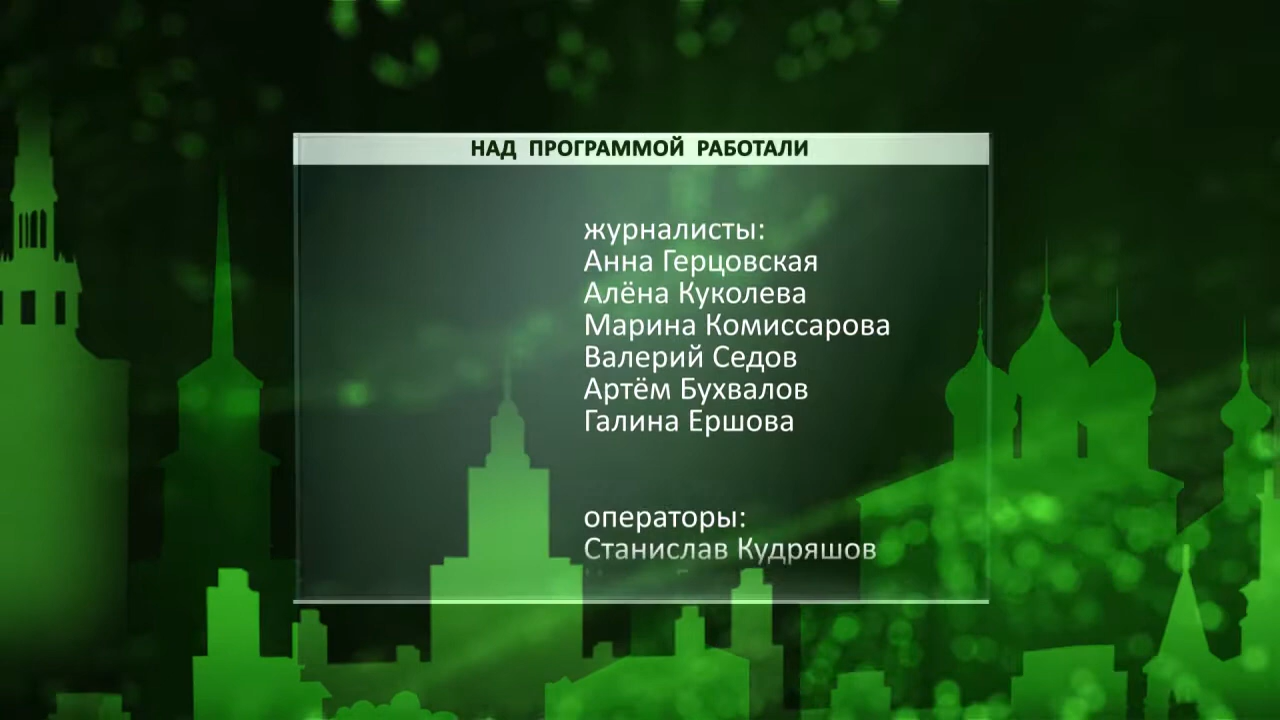 НАД ПРОГРАММОЙ РАБОТАЛИ
журналисты:
Анна Герцовская
Алёна Куколева
Марина Комиссарова
Валерий Седов
Артём Бухвалов
Галина Ершова
операторы:
Станислав Кудряшов